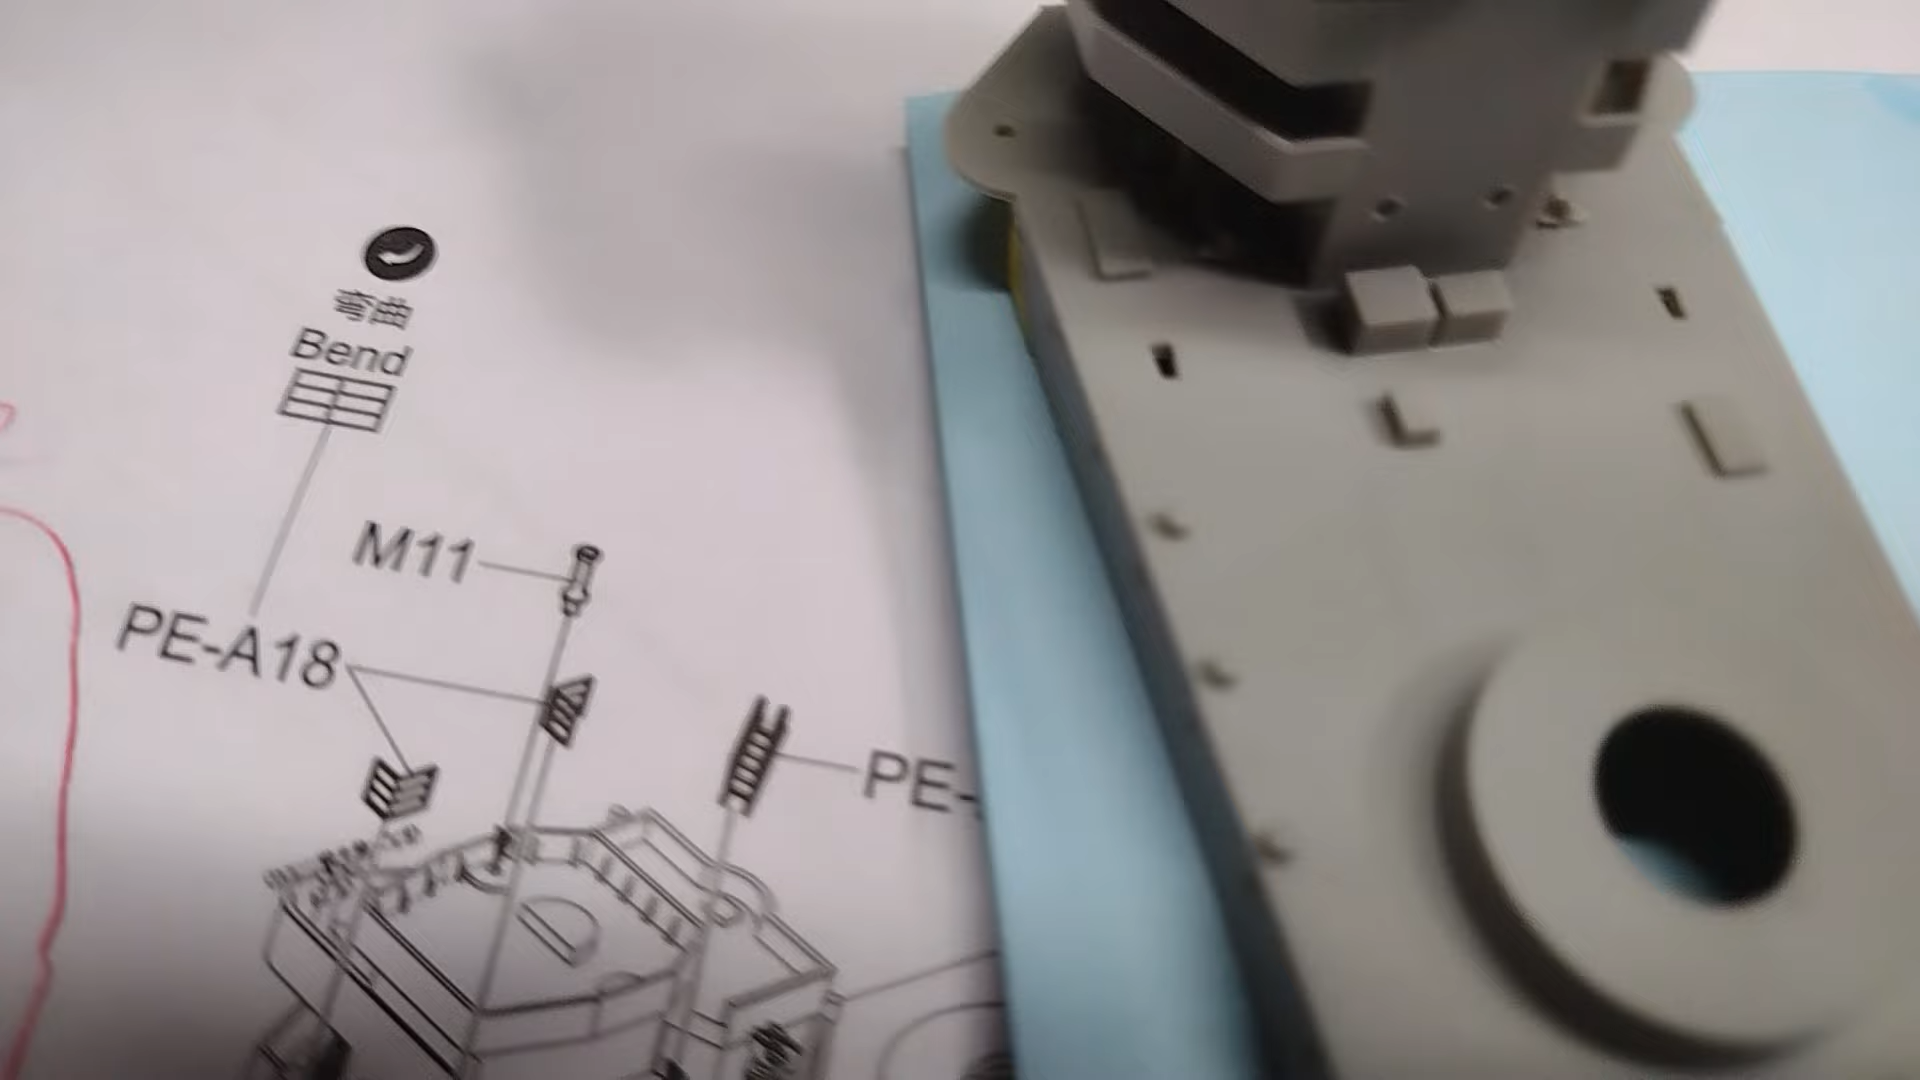 弯曲
Bend
M11
PE-A18
PE-